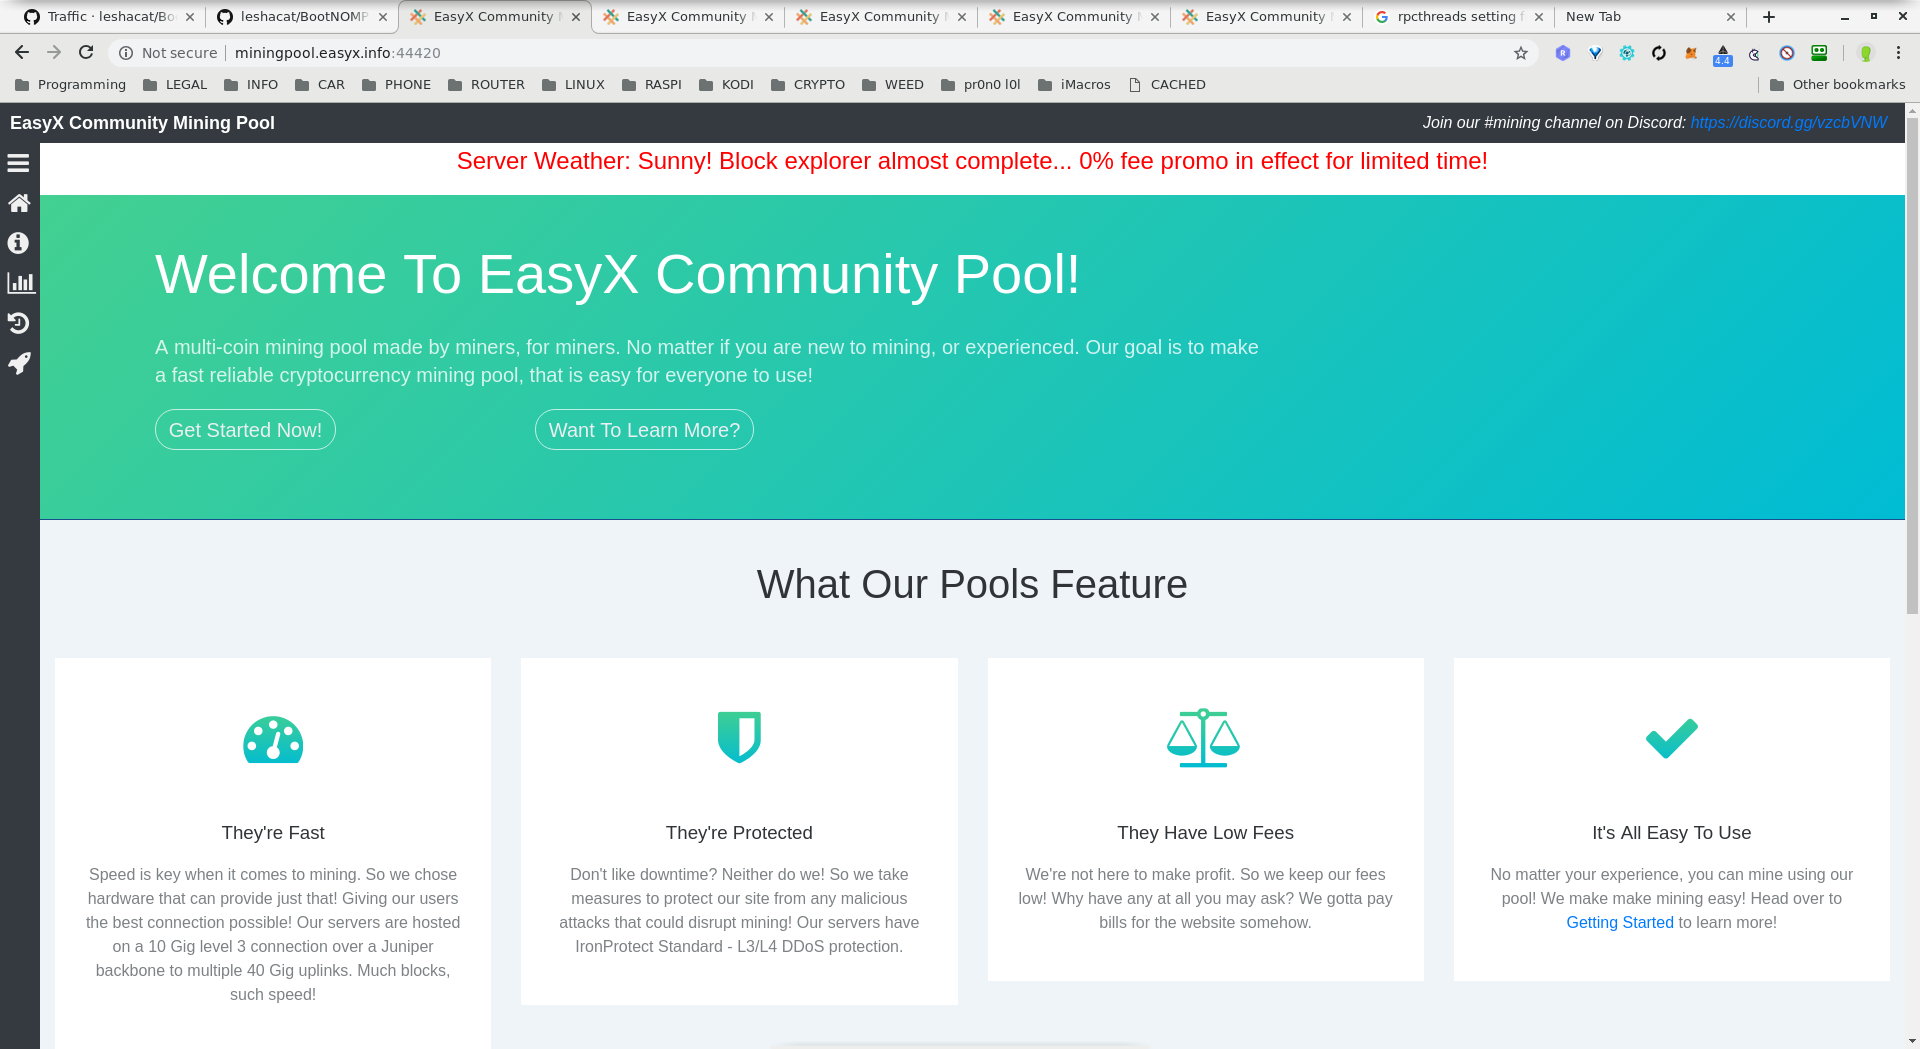 Traffic · leshacat/Bo
leshacat/BootNOMP
EasyX Community
EasyX Community
EasyX Community
EasyX Community
EasyX Community
rpcthreads setting
New Tab
Not secure
miningpool.easyx.info:44420
4.4
Programming
LEGAL
INFO
CAR
PHONE
ROUTER
LINUX
RASPI
KODI
CRYPTO
WEED
pr0n0 l0l
iMacros
CACHED
Other bookmarks
EasyX Community Mining Pool
Join our #mining channel on Discord: https://discord.gg/vzcbVNW
Server Weather: Sunny! Block explorer almost complete... 0% fee promo in effect for limited time!
Welcome To EasyX Community Pool!
A multi-coin mining pool made by miners, for miners. No matter if you are new to mining, or experienced. Our goal is to make
a fast reliable cryptocurrency mining pool, that is easy for everyone to use!
Get Started Now!
Want To Learn More?
What Our Pools Feature
They're Fast
Speed is key when it comes to mining. So we chose
hardware that can provide just that! Giving our users
the best connection possible! Our servers are hosted
on a 10 Gig level 3 connection over a Juniper
backbone to multiple 40 Gig uplinks. Much blocks,
such speed!
They're Protected
Don't like downtime? Neither do we! So we take
measures to protect our site from any malicious
attacks that could disrupt mining! Our servers have
IronProtect Standard - L3/L4 DDoS protection.
They Have Low Fees
We're not here to make profit. So we keep our fees
low! Why have any at all you may ask? We gotta pay
bills for the website somehow.
It's All Easy To Use
No matter your experience, you can mine using our
pool! We make make mining easy! Head over to
Getting Started to learn more!